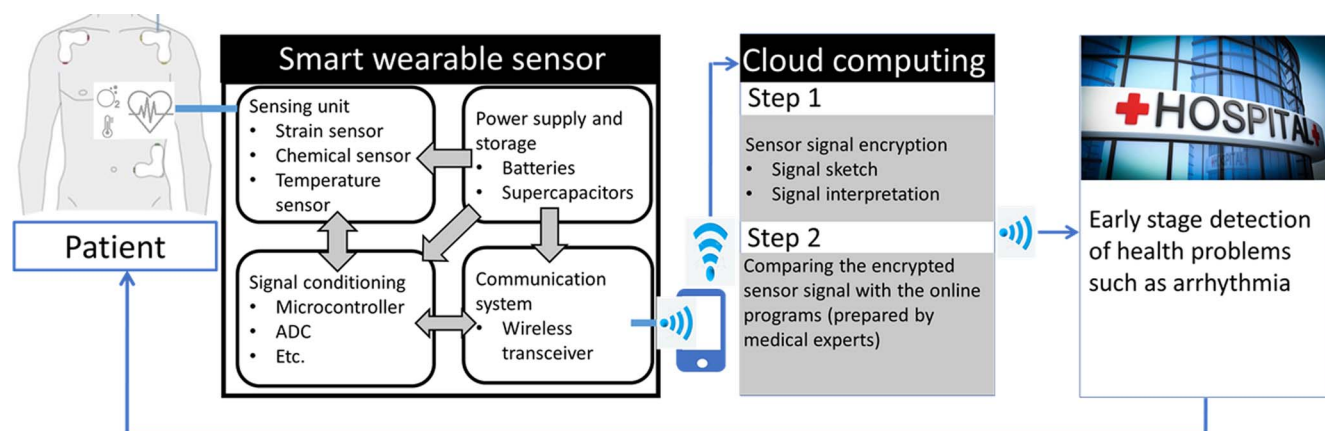 O2
Patient
Smart wearable sensor
Sensing unit
• Strain sensor
• Chemical sensor
• Temperature
sensor
Power supply and
storage
• Batteries
• Supercapacitors
Signal conditioning
• Microcontroller
• ADC
• Etc.
Communication
system
• Wireless
transceiver
Cloud computing
Step 1
Sensor signal encryption
• Signal sketch
• Signal interpretation
Step 2
Comparing the encrypted
sensor signal with the online
programs (prepared by
medical experts)
HOSPITAL
Early stage detection
of health problems
such as arrhythmia